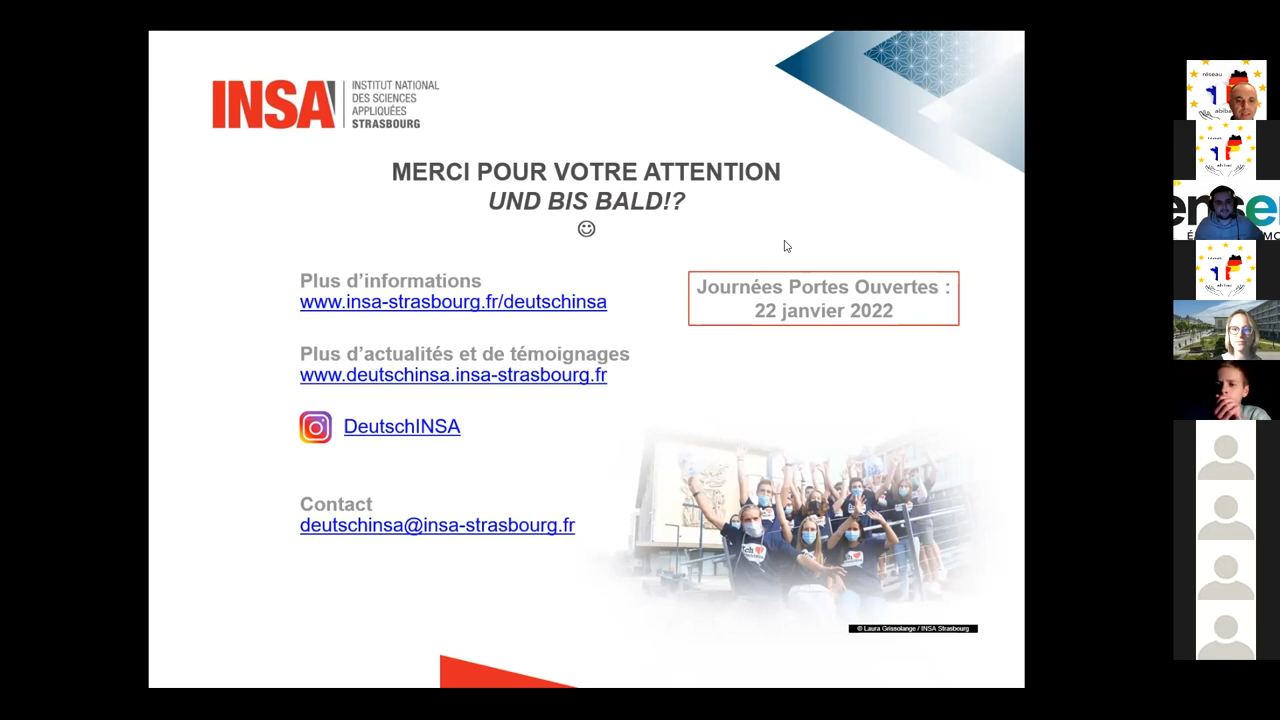 INSA
INSTITUT NATIONAL
DES SCIENCES
APPLIQUÉES
STRASBOURG
MERCI POUR VOTRE ATTENTION
UND BIS BALD!?
Plus d’informations
www.insa-strasbourg.fr/deutschinsa
Journées Portes Ouvertes :
22 janvier 2022
Plus d’actualités et de témoignages
www.deutschinsa.insa-strasbourg.fr
DeutschINSA
Contact
deutschinsa@insa-strasbourg.fr
© Laura Grissolange / INSA Strasbourg
réseau